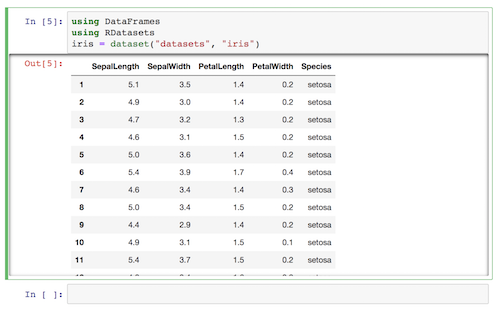 In [5]: using DataFrames
using RDatasets
iris = dataset("datasets", "iris")
Out[5]:
SepalLength SepalWidth PetalLength PetalWidth Species
1 5.1 3.5 1.4 0.2 setosa
2 4.9 3.0 1.4 0.2 setosa
3 4.7 3.2 1.3 0.2 setosa
4 4.6 3.1 1.5 0.2 setosa
5 5.0 3.6 1.4 0.2 setosa
6 5.4 3.9 1.7 0.4 setosa
7 4.6 3.4 1.4 0.3 setosa
8 5.0 3.4 1.5 0.2 setosa
9 4.4 2.9 1.4 0.2 setosa
10 4.9 3.1 1.5 0.1 setosa
11 5.4 3.7 1.5 0.2 setosa
In [ ]: